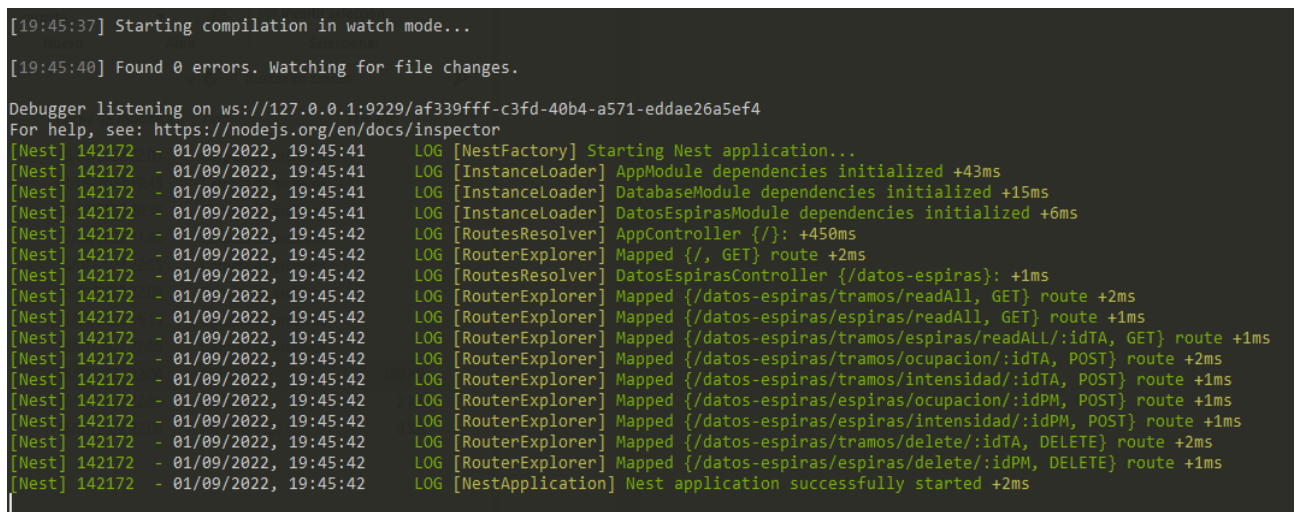 [19:45:37] Starting compilation in watch mode...
[19:45:40] Found 0 errors. Watching for file changes.
Debugger listening on ws://127.0.0.1:9229/af339fff-c3fd-40b4-a571-eddae26a5ef4
For help, see: https://nodejs.org/en/docs/inspector
[Nest] 142172  - 01/09/2022, 19:45:41     LOG [NestFactory] Starting Nest application...
[Nest] 142172  - 01/09/2022, 19:45:41     LOG [InstanceLoader] AppModule dependencies initialized +43ms
[Nest] 142172  - 01/09/2022, 19:45:41     LOG [InstanceLoader] DatabaseModule dependencies initialized +15ms
[Nest] 142172  - 01/09/2022, 19:45:41     LOG [InstanceLoader] DatosEspirasModule dependencies initialized +6ms
[Nest] 142172  - 01/09/2022, 19:45:42     LOG [RoutesResolver] AppController {/}: +450ms
[Nest] 142172  - 01/09/2022, 19:45:42     LOG [RouterExplorer] Mapped {/, GET} route +2ms
[Nest] 142172  - 01/09/2022, 19:45:42     LOG [RoutesResolver] DatosEspirasController {/datos-espiras}: +1ms
[Nest] 142172  - 01/09/2022, 19:45:42     LOG [RouterExplorer] Mapped {/datos-espiras/tramos/readAll, GET} route +2ms
[Nest] 142172  - 01/09/2022, 19:45:42     LOG [RouterExplorer] Mapped {/datos-espiras/espiras/readAll, GET} route +1ms
[Nest] 142172  - 01/09/2022, 19:45:42     LOG [RouterExplorer] Mapped {/datos-espiras/tramos/espiras/readALL/:idTA, GET} route +1ms
[Nest] 142172  - 01/09/2022, 19:45:42     LOG [RouterExplorer] Mapped {/datos-espiras/tramos/ocupacion/:idTA, POST} route +2ms
[Nest] 142172  - 01/09/2022, 19:45:42     LOG [RouterExplorer] Mapped {/datos-espiras/tramos/intensidad/:idTA, POST} route +1ms
[Nest] 142172  - 01/09/2022, 19:45:42     LOG [RouterExplorer] Mapped {/datos-espiras/espiras/ocupacion/:idPM, POST} route +1ms
[Nest] 142172  - 01/09/2022, 19:45:42     LOG [RouterExplorer] Mapped {/datos-espiras/espiras/intensidad/:idPM, POST} route +1ms
[Nest] 142172  - 01/09/2022, 19:45:42     LOG [RouterExplorer] Mapped {/datos-espiras/tramos/delete/:idTA, DELETE} route +2ms
[Nest] 142172  - 01/09/2022, 19:45:42     LOG [RouterExplorer] Mapped {/datos-espiras/espiras/delete/:idPM, DELETE} route +1ms
[Nest] 142172  - 01/09/2022, 19:45:42     LOG [NestApplication] Nest application successfully started +2ms